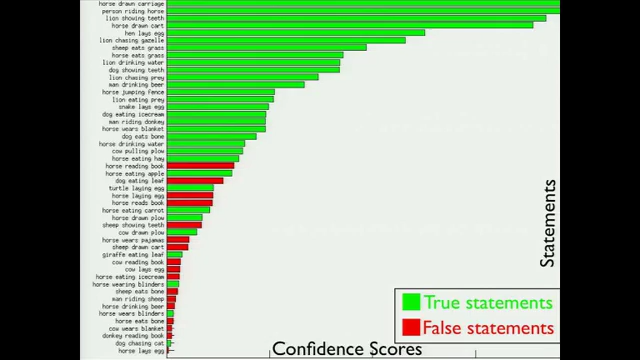 horse drawn carriage
person riding horse
lion showing teeth
horse drawn cart
hen lays egg
lion chasing gazelle
sheep eats grass
horse eats grass
lion drinking water
dog showing teeth
lion chasing prey
man drinking beer
horse jumping fence
lion eating prey
snake lays egg
dog eating icecream
man riding donkey
horse wears blanket
dog eats bone
horse drinking water
cow pulling plow
horse eating hay
horse reading book
horse eating apple
dog eating leaf
turtle laying egg
horse laying egg
horse reads book
horse eating carrot
horse drawn plow
sheep showing teeth
cow drawn plow
horse wears pajamas
sheep drawn cart
giraffe eating leaf
cow reading book
cow lays egg
horse eating icecream
horse wearing blinders
sheep eats bone
man riding sheep
horse drinking beer
horse wears blinders
horse eats bone
cow wears blanket
donkey reading book
dog chasing cat
horse lays egg
Statements
True statements
False statements
Confidence Scores